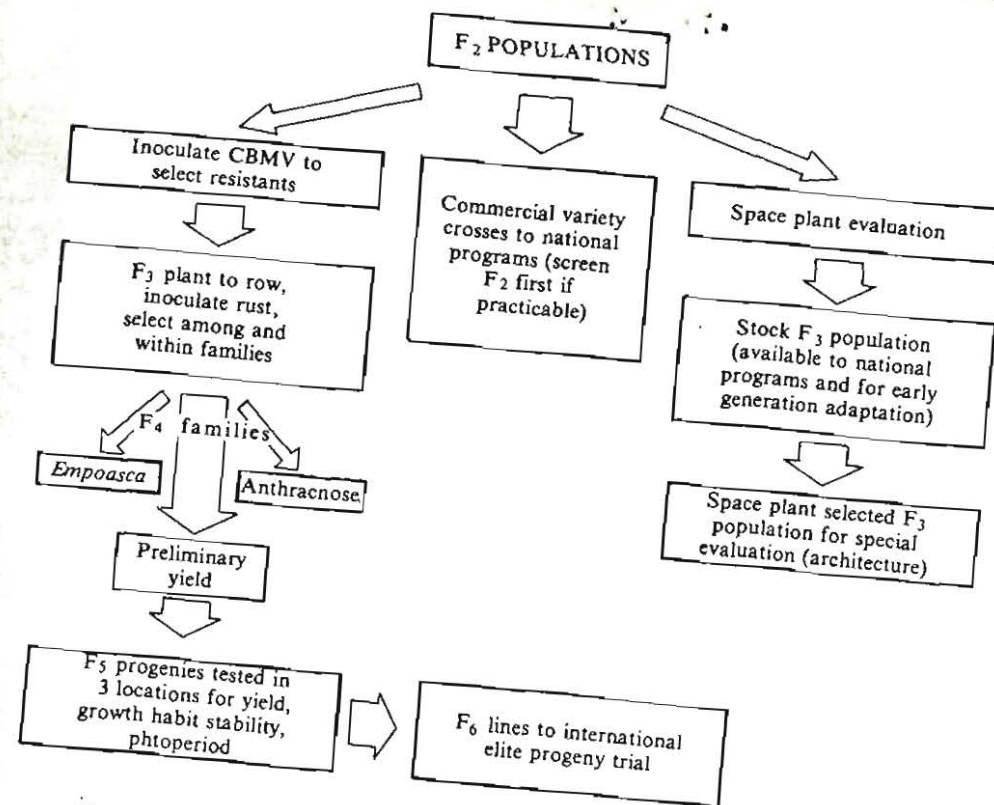 F2 POPULATIONS
Inoculate CBMV to
select resistants
F3 plant to row,
inoculate rust,
select among and
within families
F4 families
Empoasca
Anthracnose
Preliminary
yield
F5 progenies tested in
3 locations for yield,
growth habit stability,
phtoperiod
F6 lines to international
elite progeny trial
Commercial variety
crosses to national
programs (screen
F2 first if
practicable)
Space plant evaluation
Stock F3 population
(available to national
programs and for early
generation adaptation)
Space plant selected F3
population for special
evaluation (architecture)